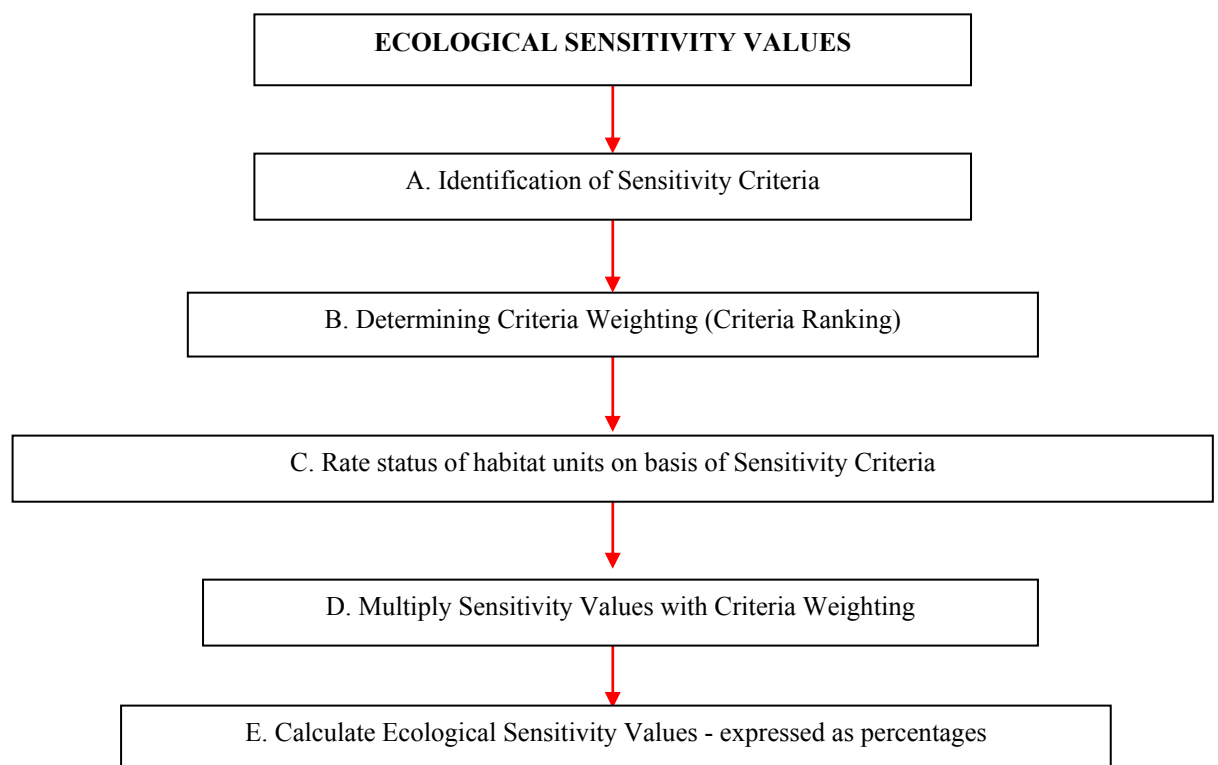 ECOLOGICAL SENSITIVITY VALUES
A. Identification of Sensitivity Criteria
B. Determining Criteria Weighting (Criteria Ranking)
C. Rate status of habitat units on basis of Sensitivity Criteria
D. Multiply Sensitivity Values with Criteria Weighting
E. Calculate Ecological Sensitivity Values - expressed as percentages